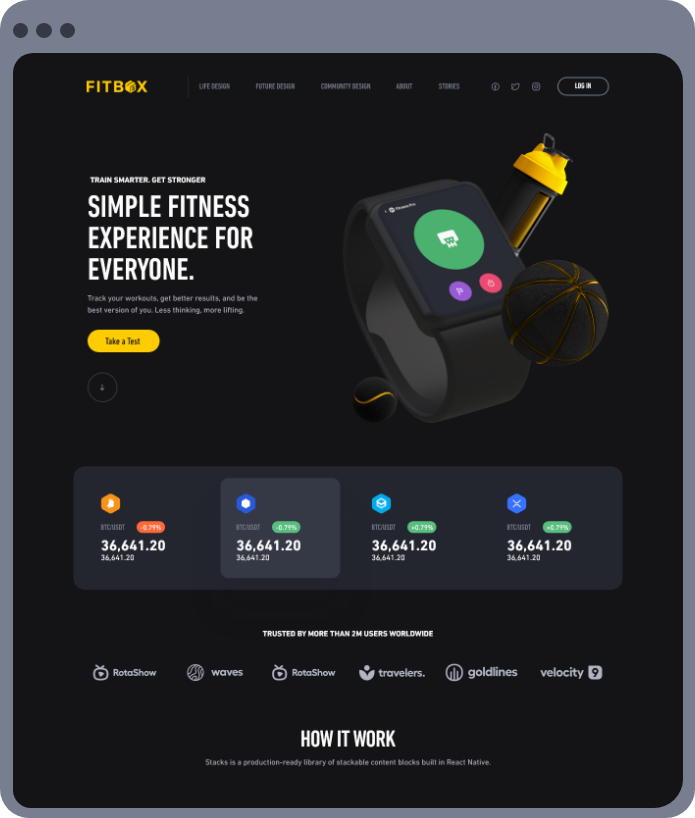 FITBOX
LIFE DESIGN FUTURE DESIGN COMMUNITY DESIGN ABOUT STORIES LOG IN
TRAIN SMARTER. GET STRONGER
SIMPLE FITNESS
EXPERIENCE FOR
EVERYONE.
Track your workouts, get better results, and be the
best version of you. Less thinking, more lifting.
Take a Test
Fitness Pro
BTC/USDT -0.79%
36,641.20
36,641.20
BTC/USDT -0.79%
36,641.20
36,641.20
BTC/USDT +0.79%
36,641.20
36,641.20
BTC/USDT +0.79%
36,641.20
36,641.20
TRUSTED BY MORE THAN 2M USERS WORLDWIDE
RotaShow waves RotaShow travelers. goldlines velocity 9
HOW IT WORK
Stacks is a production-ready library of stackable content blocks built in React Native.